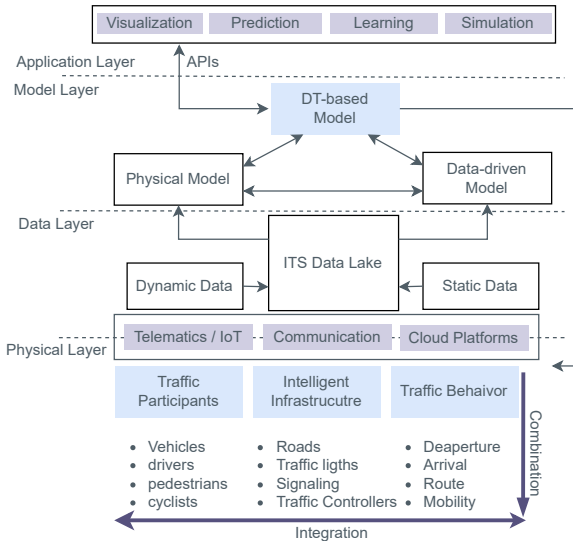 Visualization
Prediction
Learning
Simulation
Application Layer
APIs
Model Layer
DT-based
Model
Physical Model
Data-driven
Model
Data Layer
ITS Data Lake
Dynamic Data
Static Data
Telematics / IoT
Communication
Cloud Platforms
Physical Layer
Traffic
Participants
Intelligent
Infrastrucutre
Traffic Behaivor
• Vehicles
• drivers
• pedestrians
• cyclists
• Roads
• Traffic ligths
• Signaling
• Traffic Controllers
• Deaperture
• Arrival
• Route
• Mobility
Combination
Integration